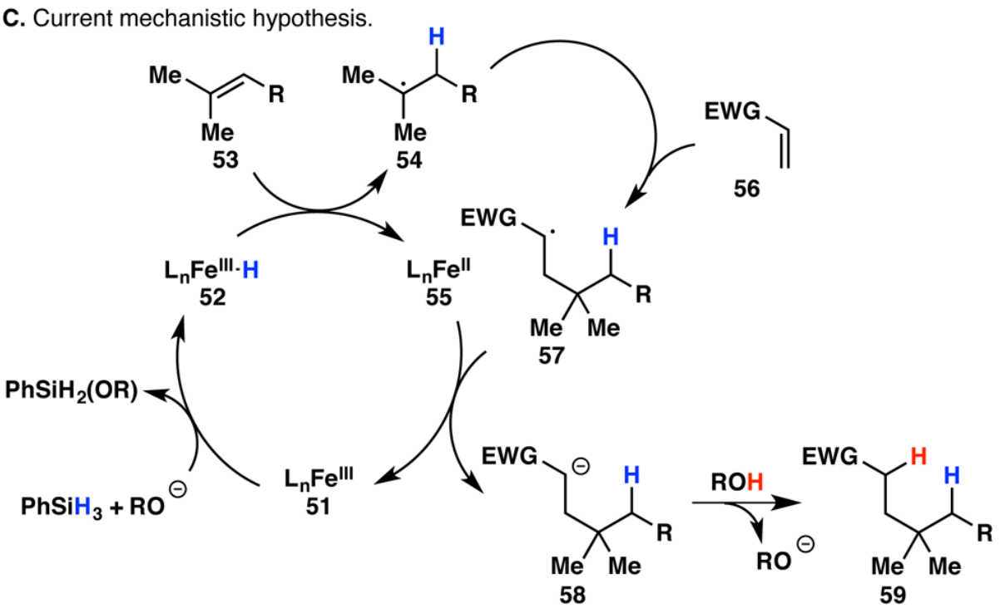 C. Current mechanistic hypothesis.
H
Me
R
Me
53
Me
R
Me
54
EWG
56
EWG
H
R
Me Me
57
LnFeIII-H
52
LnFeII
55
PhSiH2(OR)
PhSiH3 + RO⊖
LnFeIII
51
EWG
⊖
H
R
Me Me
58
ROH
RO⊖
EWG
H
H
R
Me Me
59